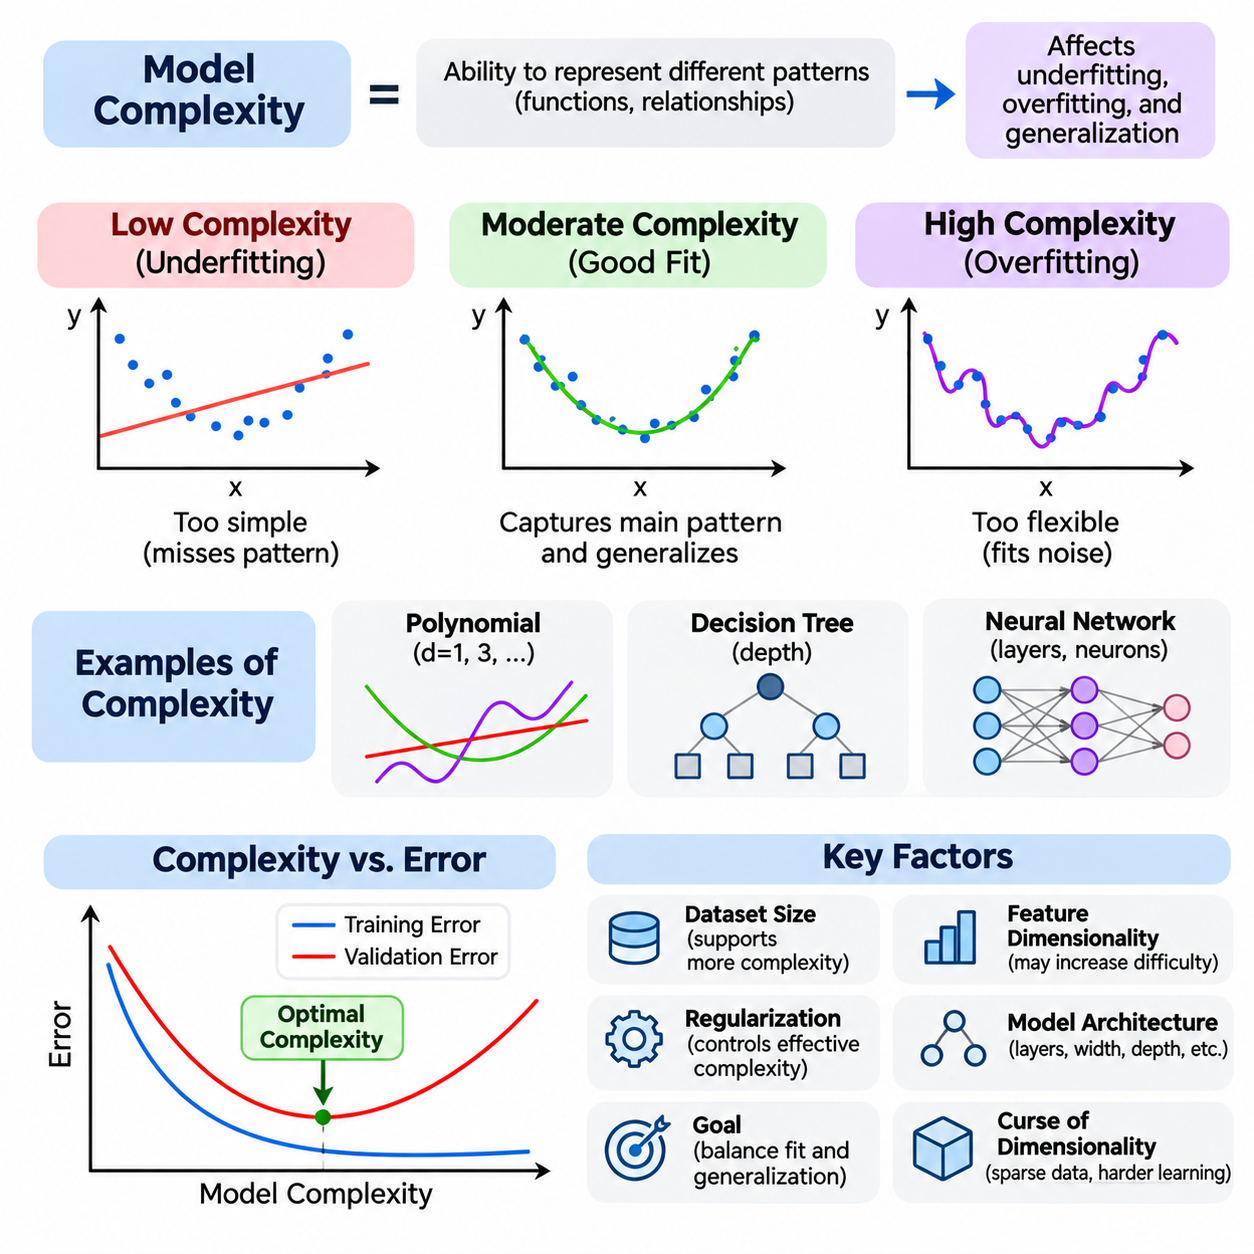 Model
Complexity
=
Ability to represent different patterns
(functions, relationships)
Affects
underfitting,
overfitting, and
generalization
Low Complexity
(Underfitting)
y
x
Too simple
(misses pattern)
Moderate Complexity
(Good Fit)
y
x
Captures main pattern
and generalizes
High Complexity
(Overfitting)
y
x
Too flexible
(fits noise)
Examples of
Complexity
Polynomial
(d=1, 3, ...)
Decision Tree
(depth)
Neural Network
(layers, neurons)
Complexity vs. Error
Training Error
Validation Error
Optimal
Complexity
Error
Model Complexity
Key Factors
Dataset Size
(supports
more complexity)
Feature
Dimensionality
(may increase difficulty)
Regularization
(controls effective
complexity)
Model Architecture
(layers, width, depth, etc.)
Goal
(balance fit and
generalization)
Curse of
Dimensionality
(sparse data, harder learning)